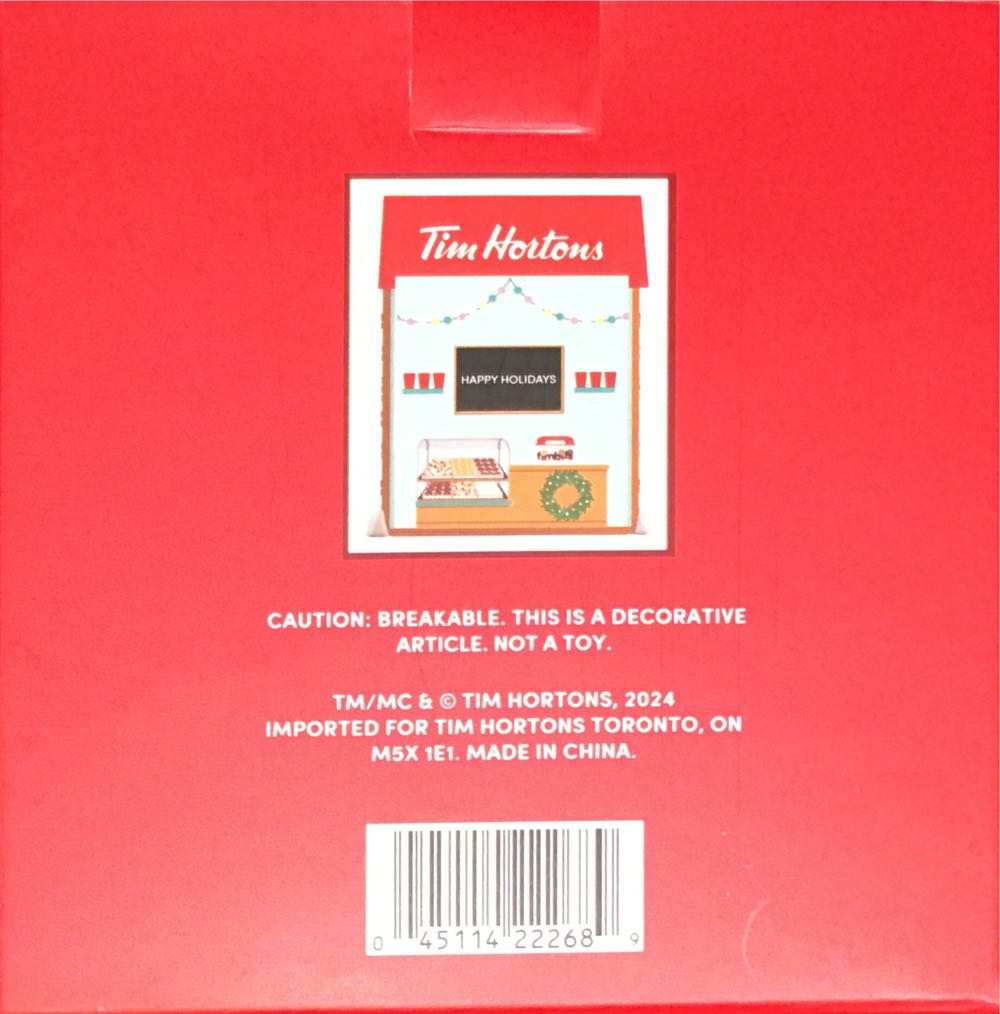 Tim Hortons
HAPPY HOLIDAYS
timbits
CAUTION: BREAKABLE. THIS IS A DECORATIVE
ARTICLE. NOT A TOY.
TM/MC & © TIM HORTONS, 2024
IMPORTED FOR TIM HORTONS TORONTO, ON
M5X 1E1. MADE IN CHINA.
0 45114 22268 9